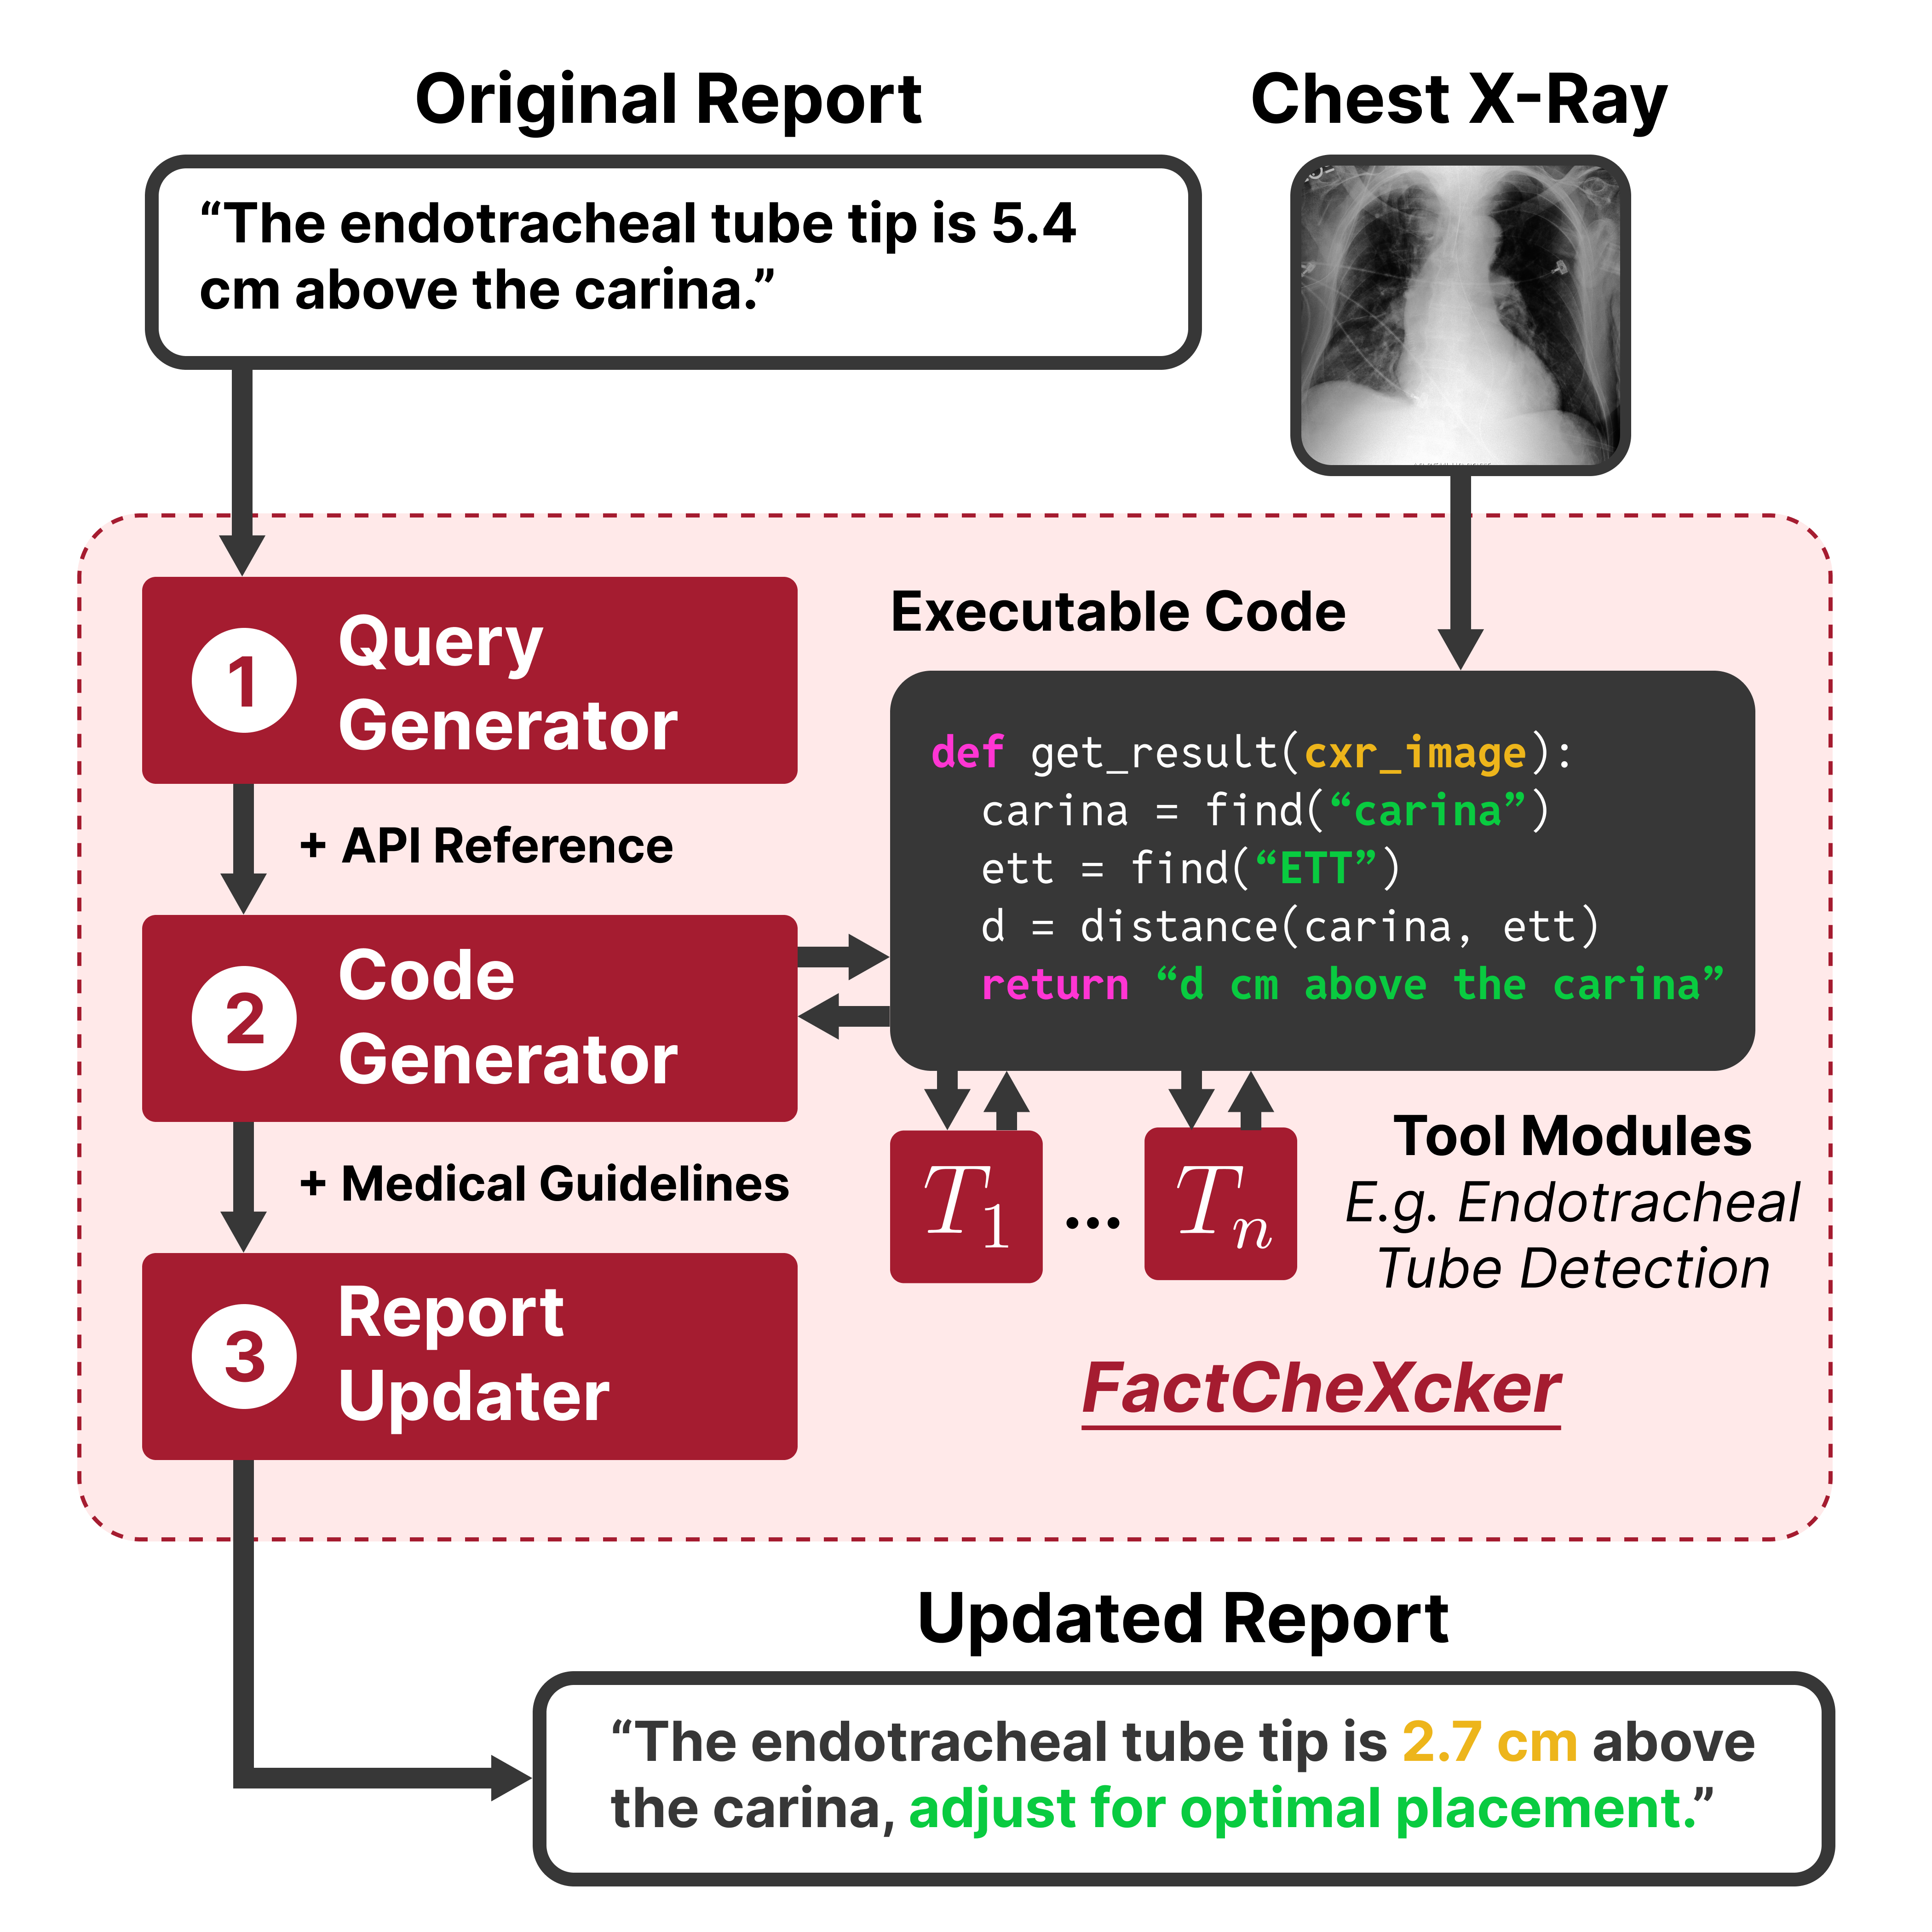 Original Report
Chest X-Ray
“The endotracheal tube tip is 5.4
cm above the carina.”
1
Query
Generator
+ API Reference
2
Code
Generator
+ Medical Guidelines
3
Report
Updater
Executable Code
def get_result(cxr_image):
carina = find(“carina”)
ett = find(“ETT”)
d = distance(carina, ett)
return “d cm above the carina”
T1
...
Tn
Tool Modules
E.g. Endotracheal
Tube Detection
FactCheXcker
Updated Report
“The endotracheal tube tip is 2.7 cm above
the carina, adjust for optimal placement.”